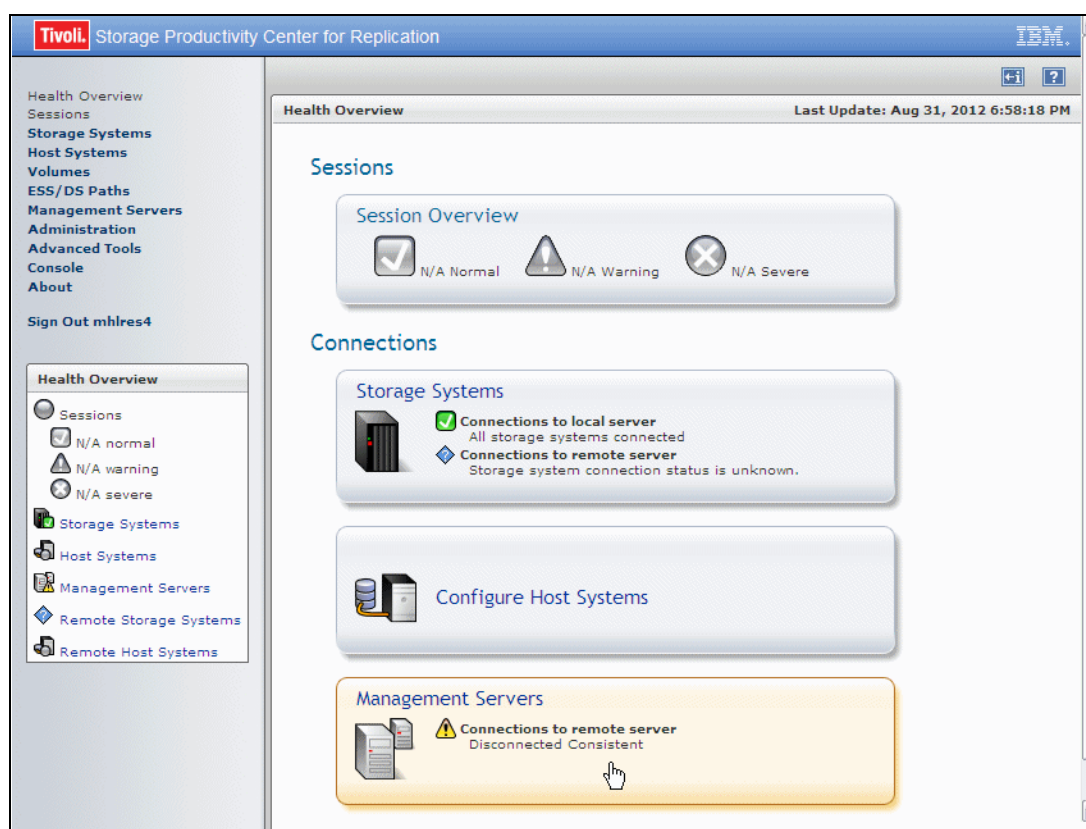 Tivoli. Storage Productivity Center for Replication
IBM.
Health Overview
Sessions
Storage Systems
Host Systems
Volumes
ESS/DS Paths
Management Servers
Administration
Advanced Tools
Console
About
Sign Out mhlres4
Health Overview
Sessions
N/A normal
N/A warning
N/A severe
Storage Systems
Host Systems
Management Servers
Remote Storage Systems
Remote Host Systems
?
Health Overview
Last Update: Aug 31, 2012 6:58:18 PM
Sessions
Session Overview
N/A Normal
N/A Warning
N/A Severe
Connections
Storage Systems
Connections to local server
All storage systems connected
Connections to remote server
Storage system connection status is unknown.
Configure Host Systems
Management Servers
Connections to remote server
Disconnected Consistent